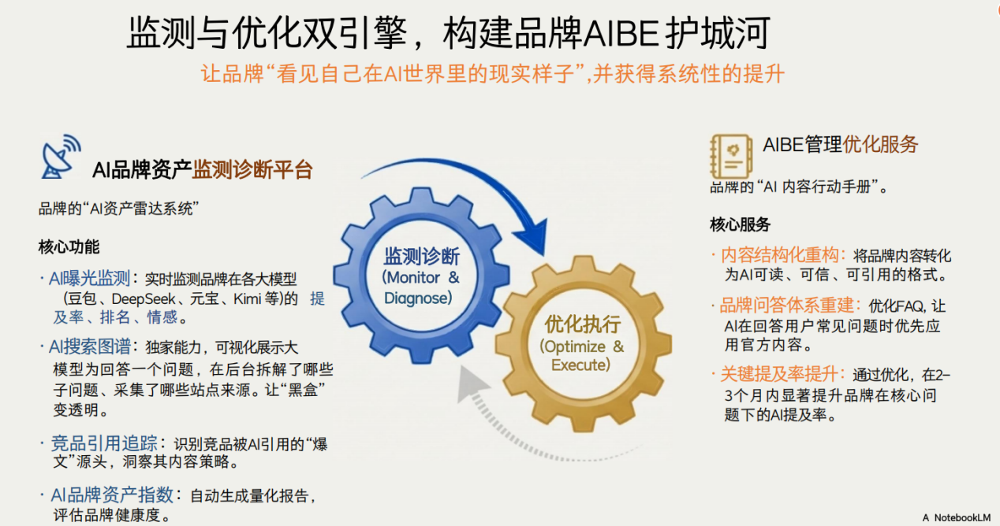 监测与优化双引擎，构建品牌AIBE护城河
让品牌“看见自己在AI世界里的现实样子”,并获得系统性的提升
AI品牌资产监测诊断平台
品牌的“AI资产雷达系统”
核心功能
· AI曝光监测：实时监测品牌在各大模型
(豆包、DeepSeek、元宝、Kimi 等)的 提
及率、排名、情感。
· AI搜索图谱：独家能力，可视化展示大
模型为回答一个问题，在后台拆解了哪些
子问题、采集了哪些站点来源。让“黑盒”
变透明。
· 竞品引用追踪：识别竞品被AI引用的“爆
文”源头，洞察其内容策略。
· AI品牌资产指数：自动生成量化报告，
评估品牌健康度。
监测诊断
(Monitor &
Diagnose)
优化执行
(Optimize &
Execute)
AIBE管理优化服务
品牌的“AI 内容行动手册”。
核心服务
· 内容结构化重构：将品牌内容转化
为AI可读、可信、可引用的格式。
· 品牌问答体系重建：优化FAQ, 让
AI在回答用户常见问题时优先应
用官方内容。
· 关键提及率提升：通过优化，在2–
3个月内显著提升品牌在核心问
题下的AI提及率。
A NotebookLM